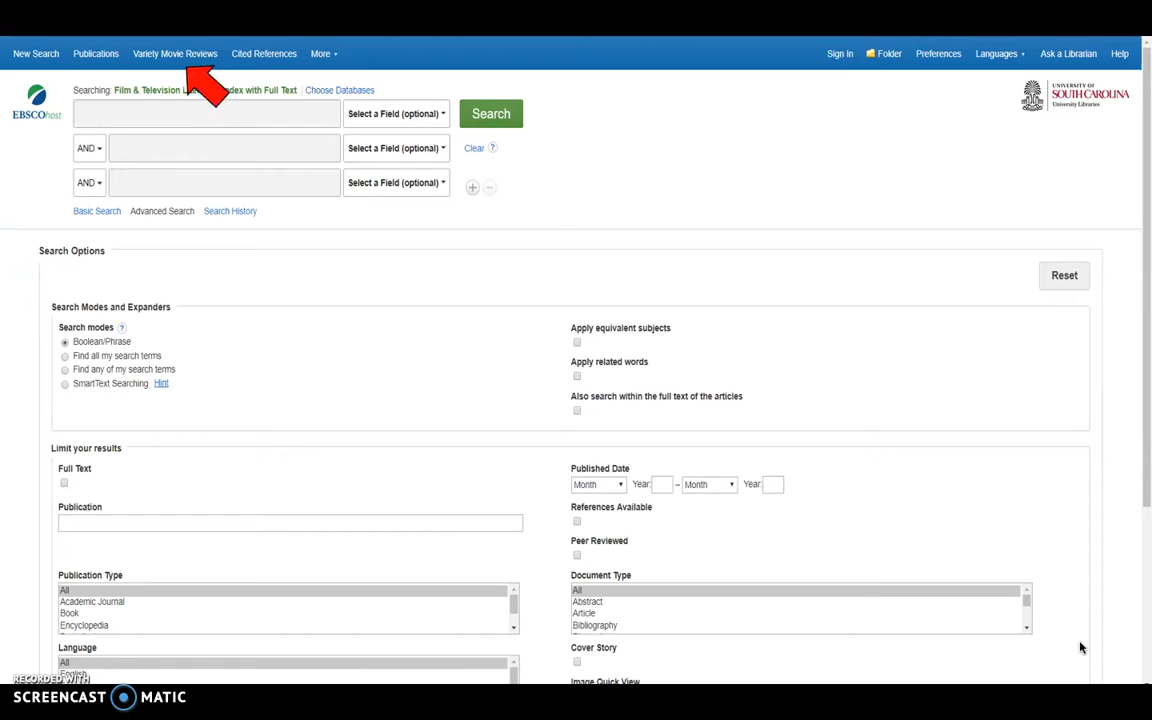 New Search Publications Variety Movie Reviews Cited References More Sign In Folder Preferences Languages Ask a Librarian Help
Searching: Film & Television ndex with Full Text Choose Databases
EBSCOhost
Select a Field (optional) Search
UNIVERSITY OF
SOUTH CAROLINA
University Libraries
AND Select a Field (optional) Clear ?
AND Select a Field (optional) + −
Basic Search Advanced Search Search History
Search Options
Reset
Search Modes and Expanders
Search modes ?
Boolean/Phrase
Find all my search terms
Find any of my search terms
SmartText Searching Hint
Apply equivalent subjects
Apply related words
Also search within the full text of the articles
Limit your results
Full Text
Published Date
Month Year: – Month Year:
Publication
References Available
Peer Reviewed
Publication Type
All
Academic Journal
Book
Encyclopedia
Document Type
All
Abstract
Article
Bibliography
Language
All
English
Cover Story
Image Quick View
RECORDED WITH
SCREENCAST MATIC